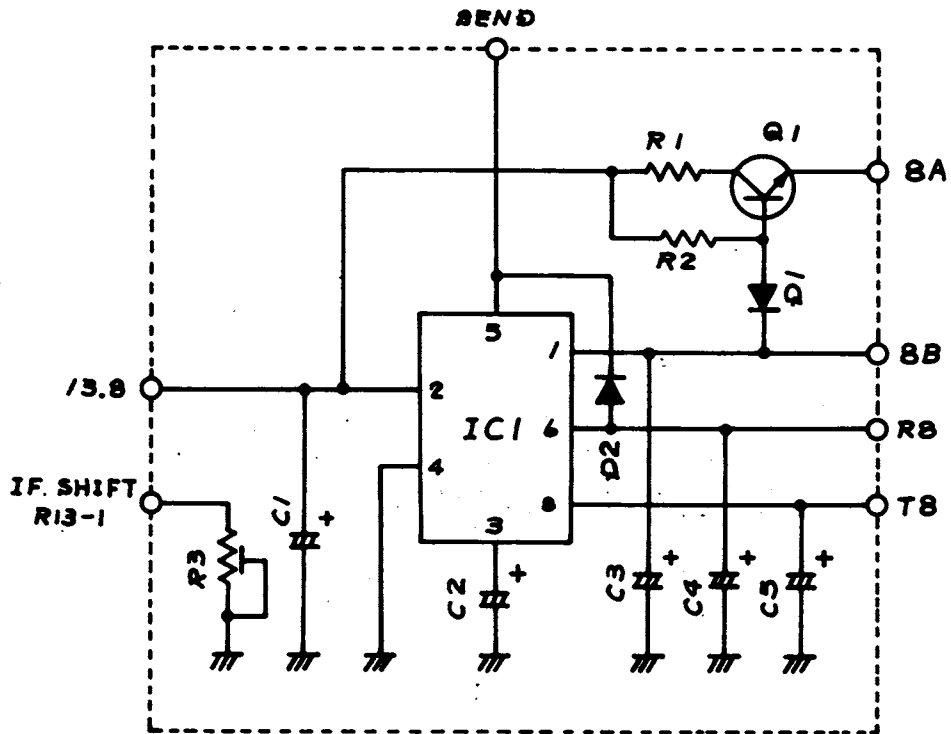 SEND
Q1
R1
8A
R2
D1
5
1
8B
13.8
2
IC1
6
R8
D2
4
IF. SHIFT
R13-1
8
T8
3
C1
+
R3
C2
+
C3
+
C4
+
C5
+